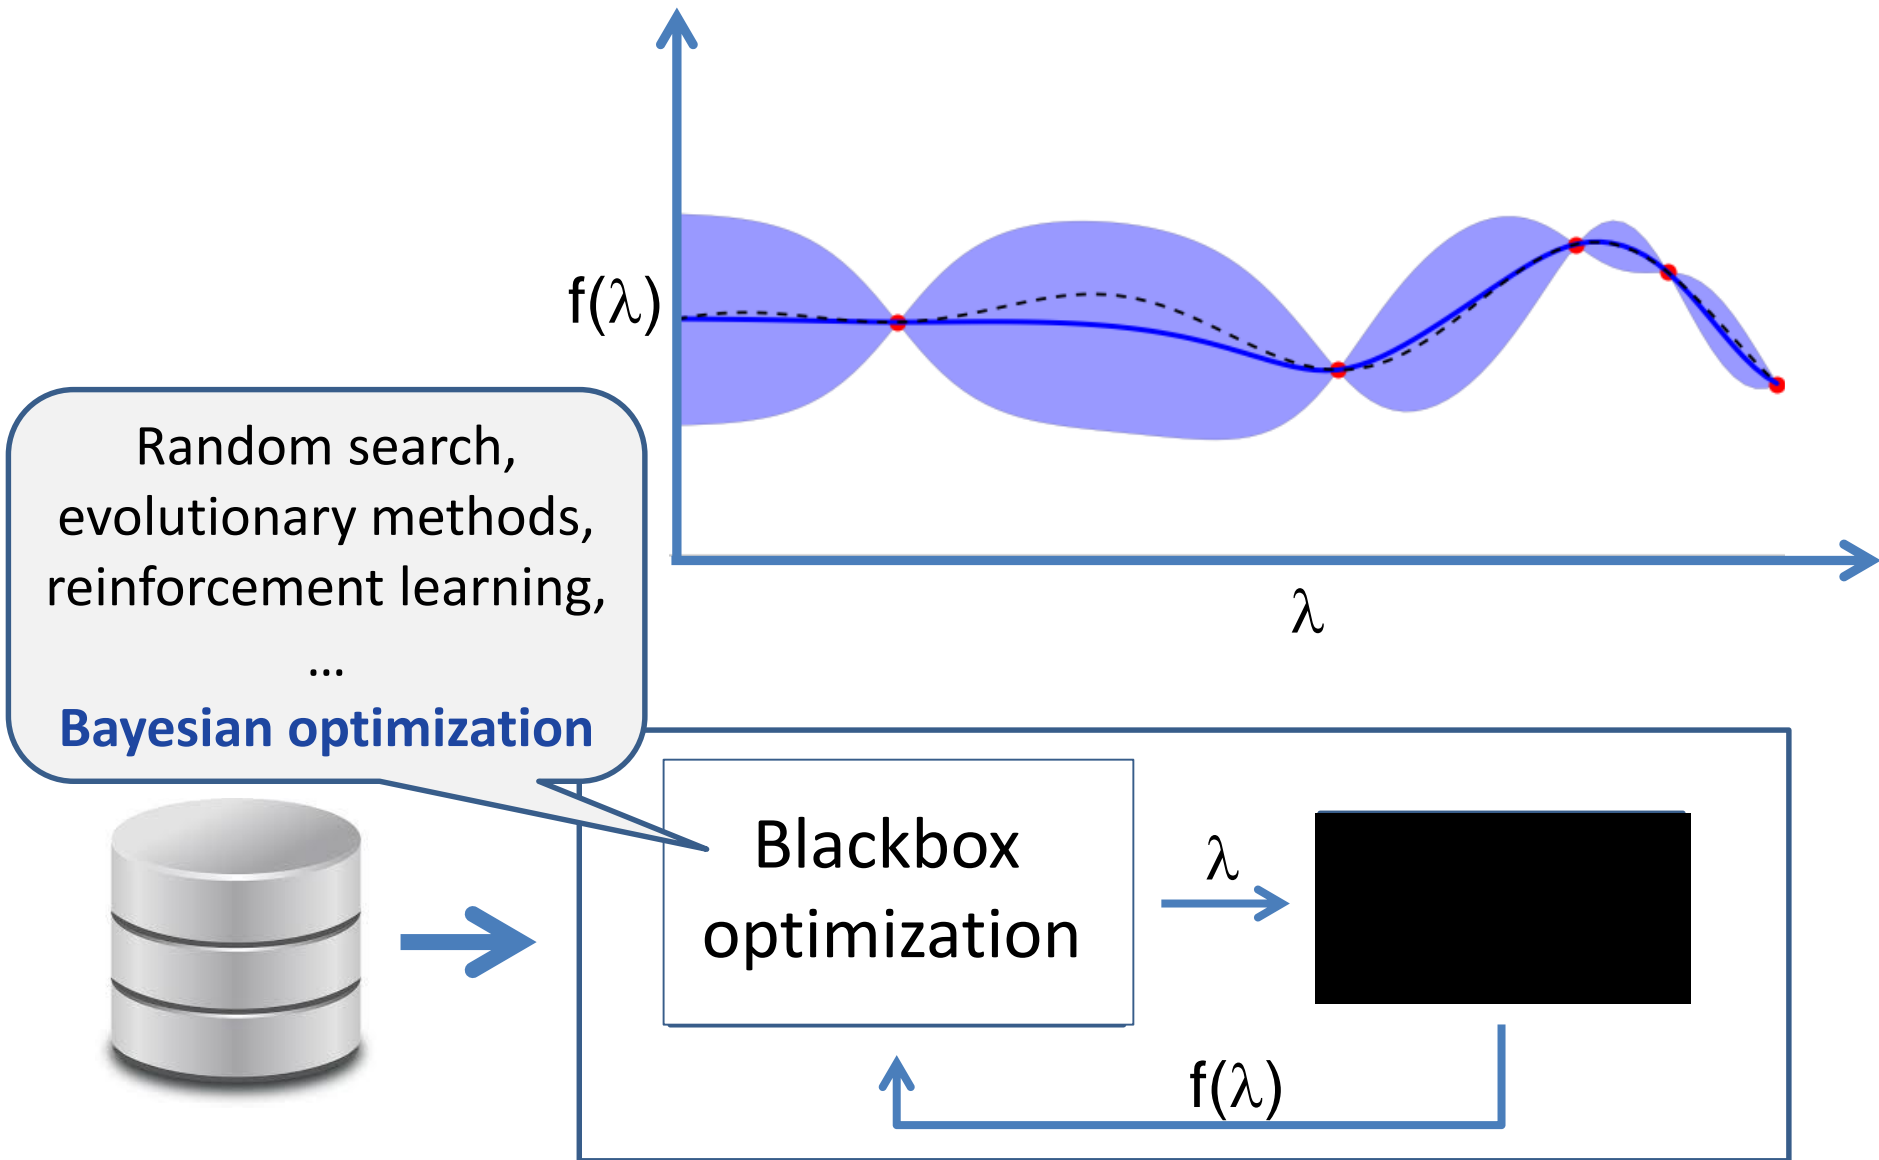 f(λ)
λ
Random search,
evolutionary methods,
reinforcement learning,
...
Bayesian optimization
Blackbox
optimization
λ
f(λ)